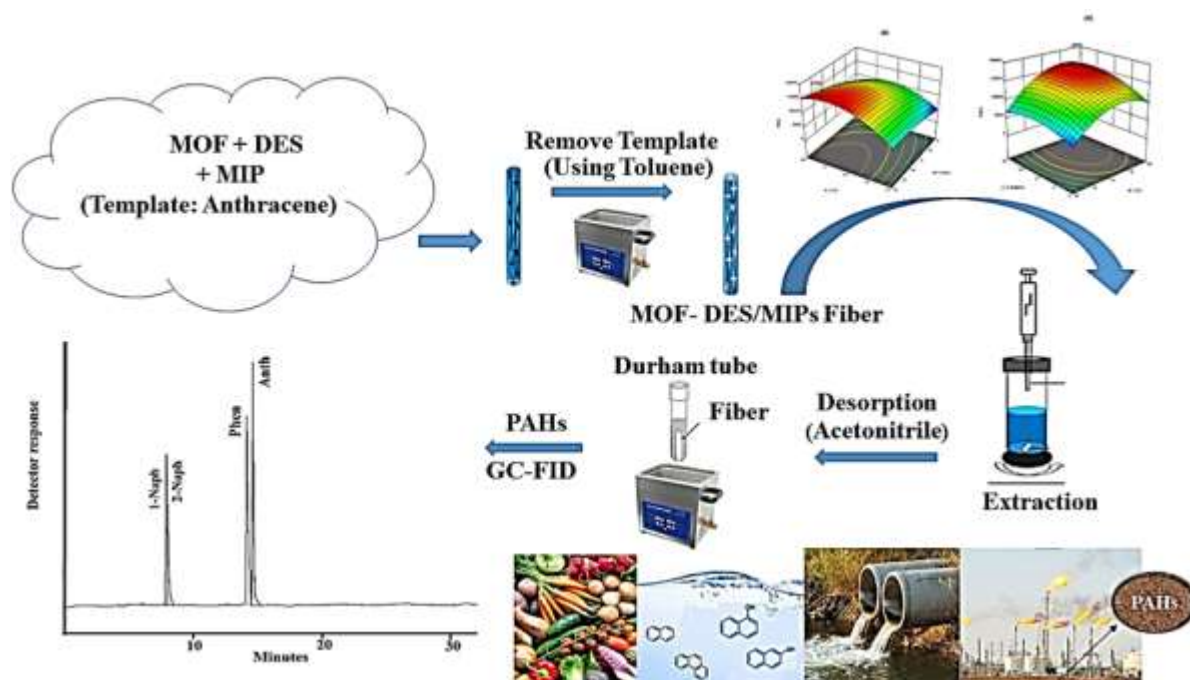 MOF + DES
+ MIP
(Template: Anthracene)
Remove Template
(Using Toluene)
MOF- DES/MIPs Fiber
Durham tube
Fiber
Desorption
(Acetonitrile)
Extraction
PAHs
GC-FID
Detector response
1-Naph
2-Naph
Phen
Anth
10
20
30
Minutes
PAHs